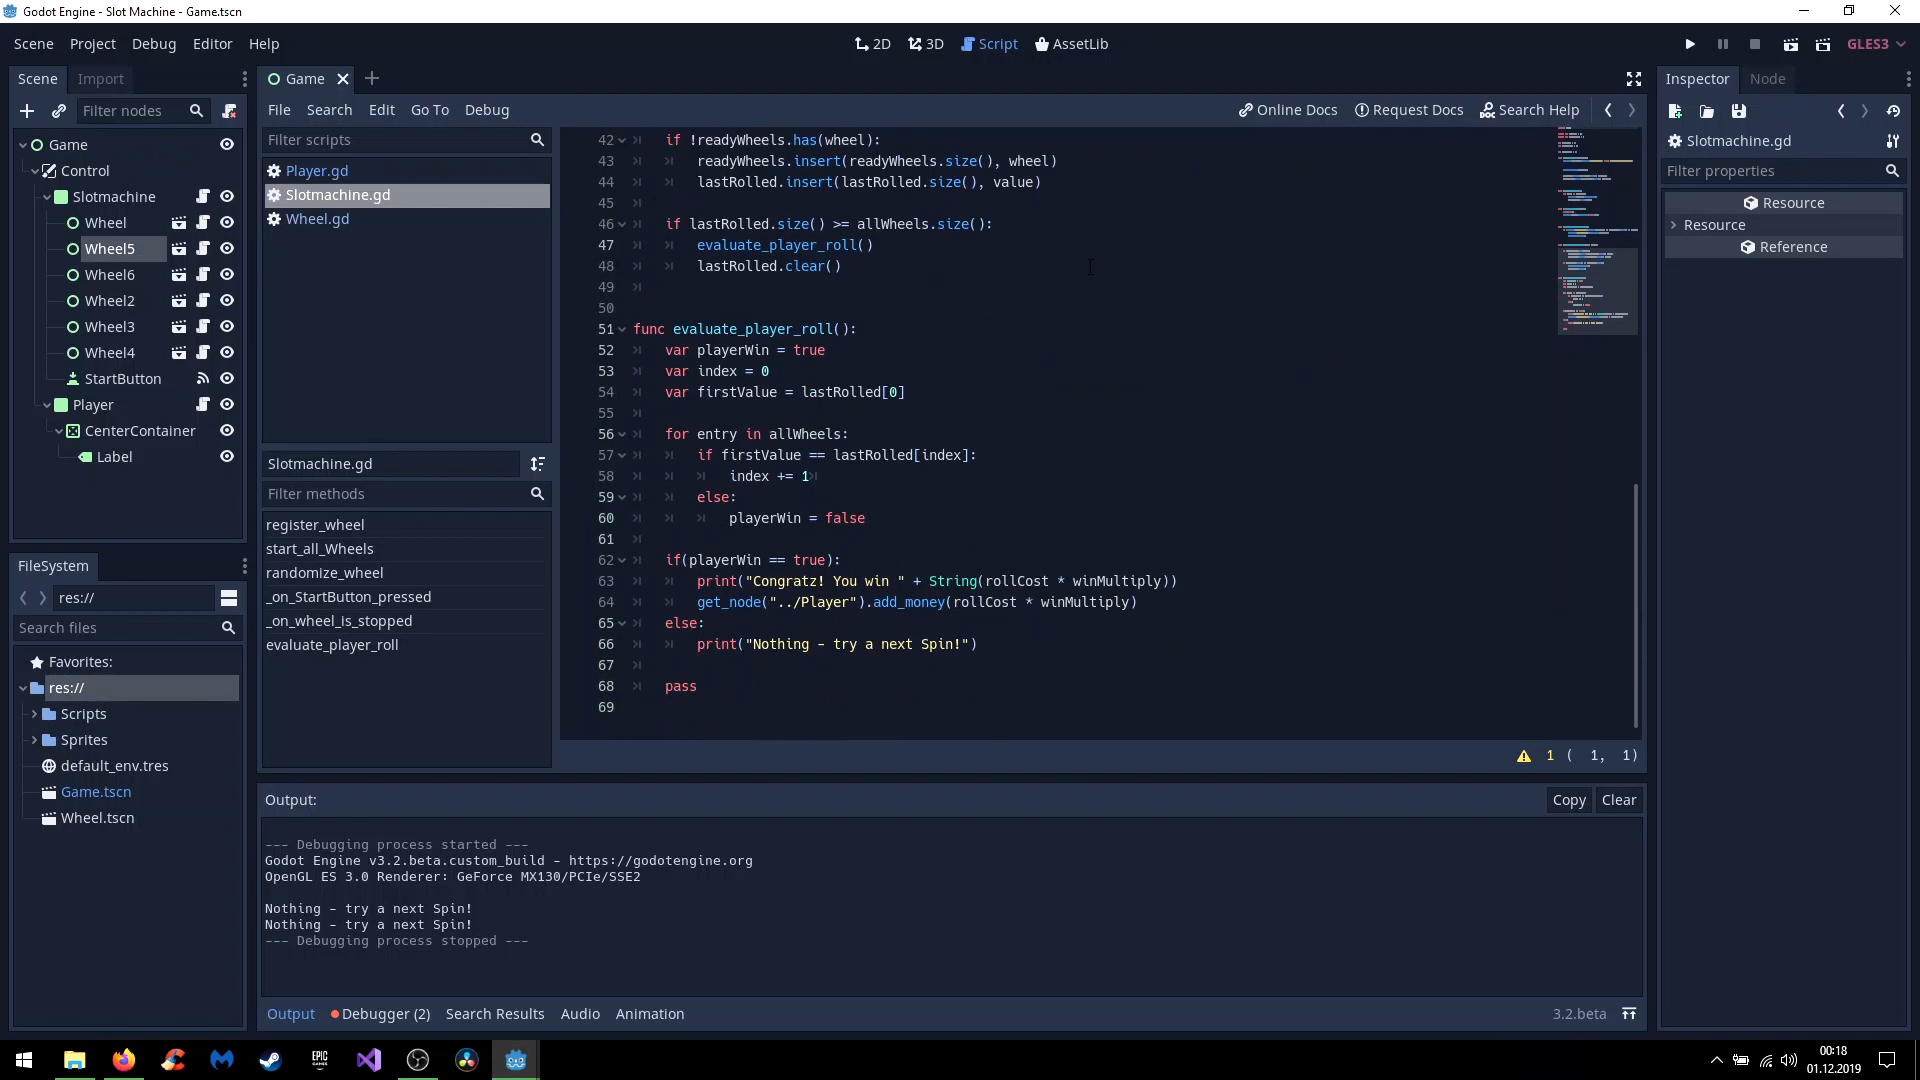 Godot Engine - Slot Machine - Game.tscn
Scene Project Debug Editor Help
2D 3D Script AssetLib
GLES3
Scene Import
Filter nodes
Game
Control
Slotmachine
Wheel
Wheel5
Wheel6
Wheel2
Wheel3
Wheel4
StartButton
Player
CenterContainer
Label
FileSystem
res://
Search files
Favorites:
res://
Scripts
Sprites
default_env.tres
Game.tscn
Wheel.tscn
Game
File Search Edit Go To Debug
Online Docs Request Docs Search Help
Filter scripts
Player.gd
Slotmachine.gd
Wheel.gd
Slotmachine.gd
Filter methods
register_wheel
start_all_Wheels
randomize_wheel
_on_StartButton_pressed
_on_wheel_is_stopped
evaluate_player_roll
42 if !readyWheels.has(wheel):
43 readyWheels.insert(readyWheels.size(), wheel)
44 lastRolled.insert(lastRolled.size(), value)
45
46 if lastRolled.size() >= allWheels.size():
47 evaluate_player_roll()
48 lastRolled.clear()
49
50
51 func evaluate_player_roll():
52 var playerWin = true
53 var index = 0
54 var firstValue = lastRolled[0]
55
56 for entry in allWheels:
57 if firstValue == lastRolled[index]:
58 index += 1
59 else:
60 playerWin = false
61
62 if(playerWin == true):
63 print("Congratz! You win " + String(rollCost * winMultiply))
64 get_node("../Player").add_money(rollCost * winMultiply)
65 else:
66 print("Nothing - try a next Spin!")
67
68 pass
69
1 ( 1, 1)
Output:
Copy Clear
--- Debugging process started ---
Godot Engine v3.2.beta.custom_build - https://godotengine.org
OpenGL ES 3.0 Renderer: GeForce MX130/PCIe/SSE2
Nothing - try a next Spin!
Nothing - try a next Spin!
--- Debugging process stopped ---
Output Debugger (2) Search Results Audio Animation
3.2.beta
Inspector Node
Slotmachine.gd
Filter properties
Resource
Resource
Reference
EPIC GAMES
00:18
01.12.2019